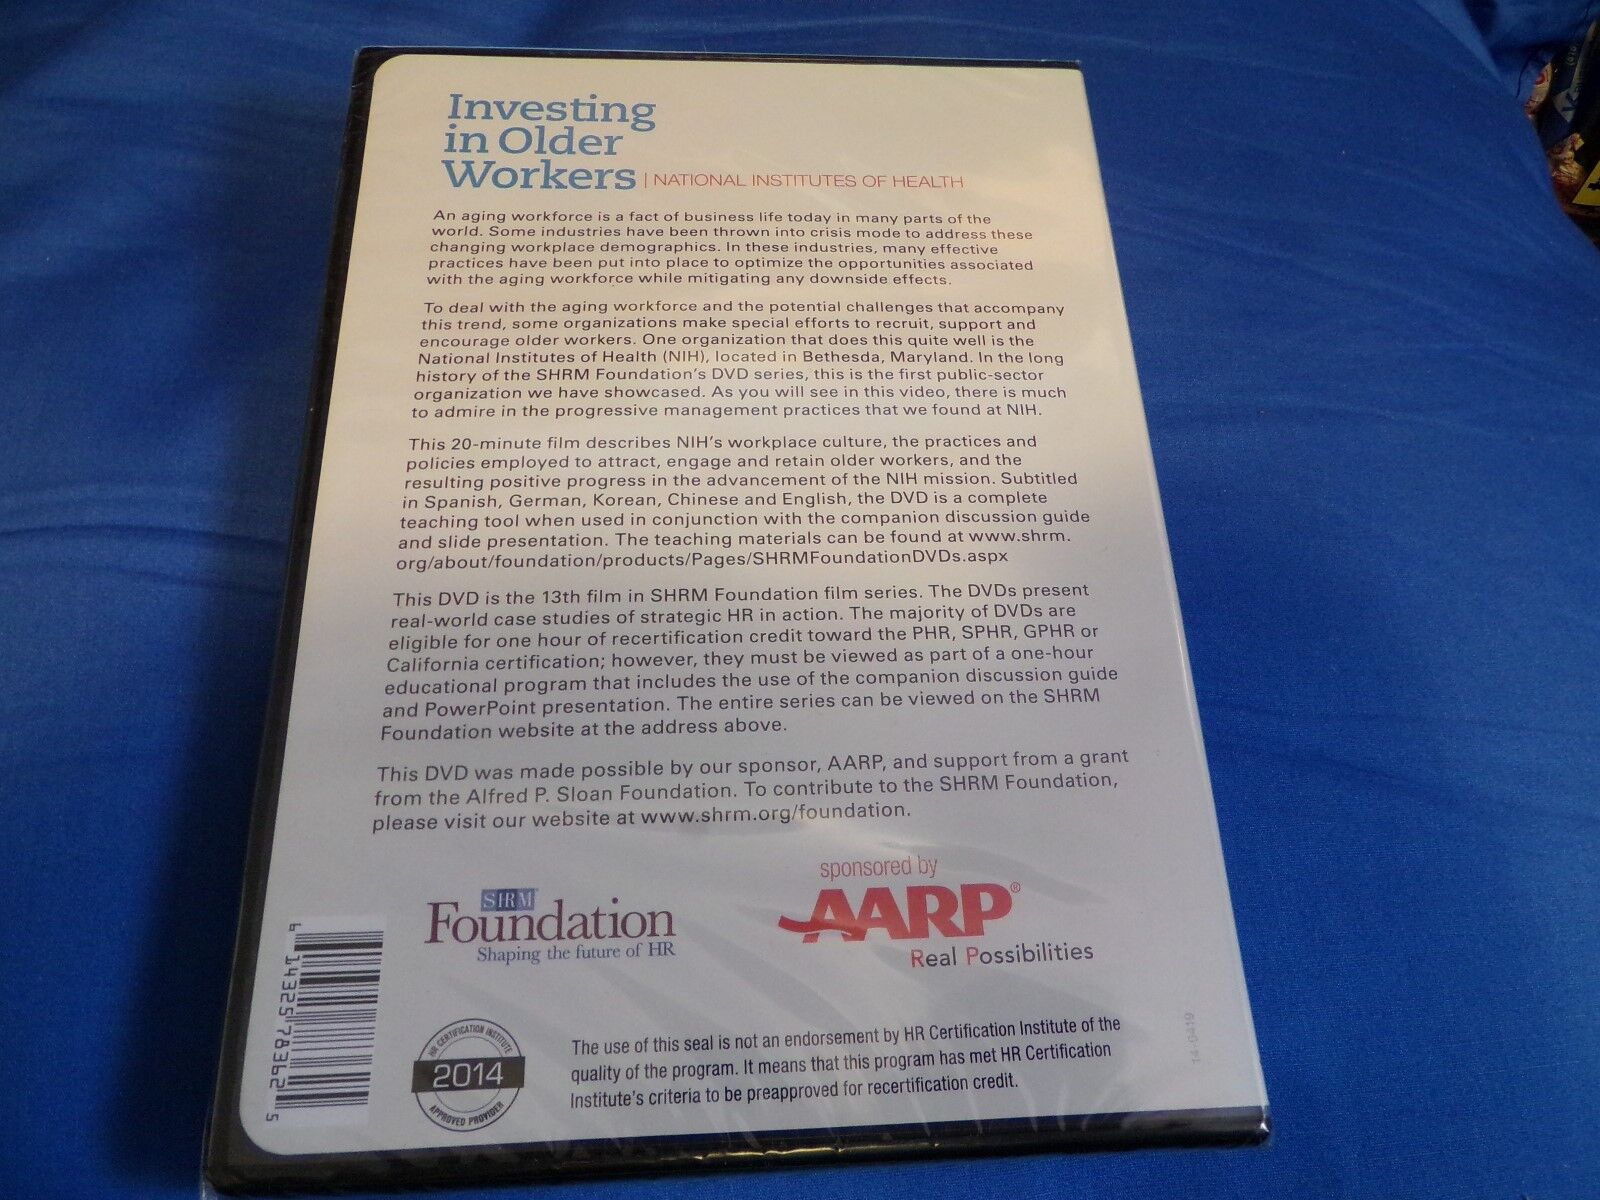 Investing
in Older
Workers | NATIONAL INSTITUTES OF HEALTH
An aging workforce is a fact of business life today in many parts of the
world. Some industries have been thrown into crisis mode to address these
changing workplace demographics. In these industries, many effective
practices have been put into place to optimize the opportunities associated
with the aging workforce while mitigating any downside effects.
To deal with the aging workforce and the potential challenges that accompany
this trend, some organizations make special efforts to recruit, support and
encourage older workers. One organization that does this quite well is the
National Institutes of Health (NIH), located in Bethesda, Maryland. In the long
history of the SHRM Foundation's DVD series, this is the first public-sector
organization we have showcased. As you will see in this video, there is much
to admire in the progressive management practices that we found at NIH.
This 20-minute film describes NIH's workplace culture, the practices and
policies employed to attract, engage and retain older workers, and the
resulting positive progress in the advancement of the NIH mission. Subtitled
in Spanish, German, Korean, Chinese and English, the DVD is a complete
teaching tool when used in conjunction with the companion discussion guide
and slide presentation. The teaching materials can be found at www.shrm.
org/about/foundation/products/Pages/SHRMFoundationDVDs.aspx
This DVD is the 13th film in SHRM Foundation film series. The DVDs present
real-world case studies of strategic HR in action. The majority of DVDs are
eligible for one hour of recertification credit toward the PHR, SPHR, GPHR or
California certification; however, they must be viewed as part of a one-hour
educational program that includes the use of the companion discussion guide
and PowerPoint presentation. The entire series can be viewed on the SHRM
Foundation website at the address above.
This DVD was made possible by our sponsor, AARP, and support from a grant
from the Alfred P. Sloan Foundation. To contribute to the SHRM Foundation,
please visit our website at www.shrm.org/foundation.
SHRM
Foundation
Shaping the future of HR
sponsored by
AARP®
Real Possibilities
6 14325 78362 5
HR CERTIFICATION INSTITUTE
2014
APPROVED PROVIDER
The use of this seal is not an endorsement by HR Certification Institute of the
quality of the program. It means that this program has met HR Certification
Institute's criteria to be preapproved for recertification credit.
14-0419